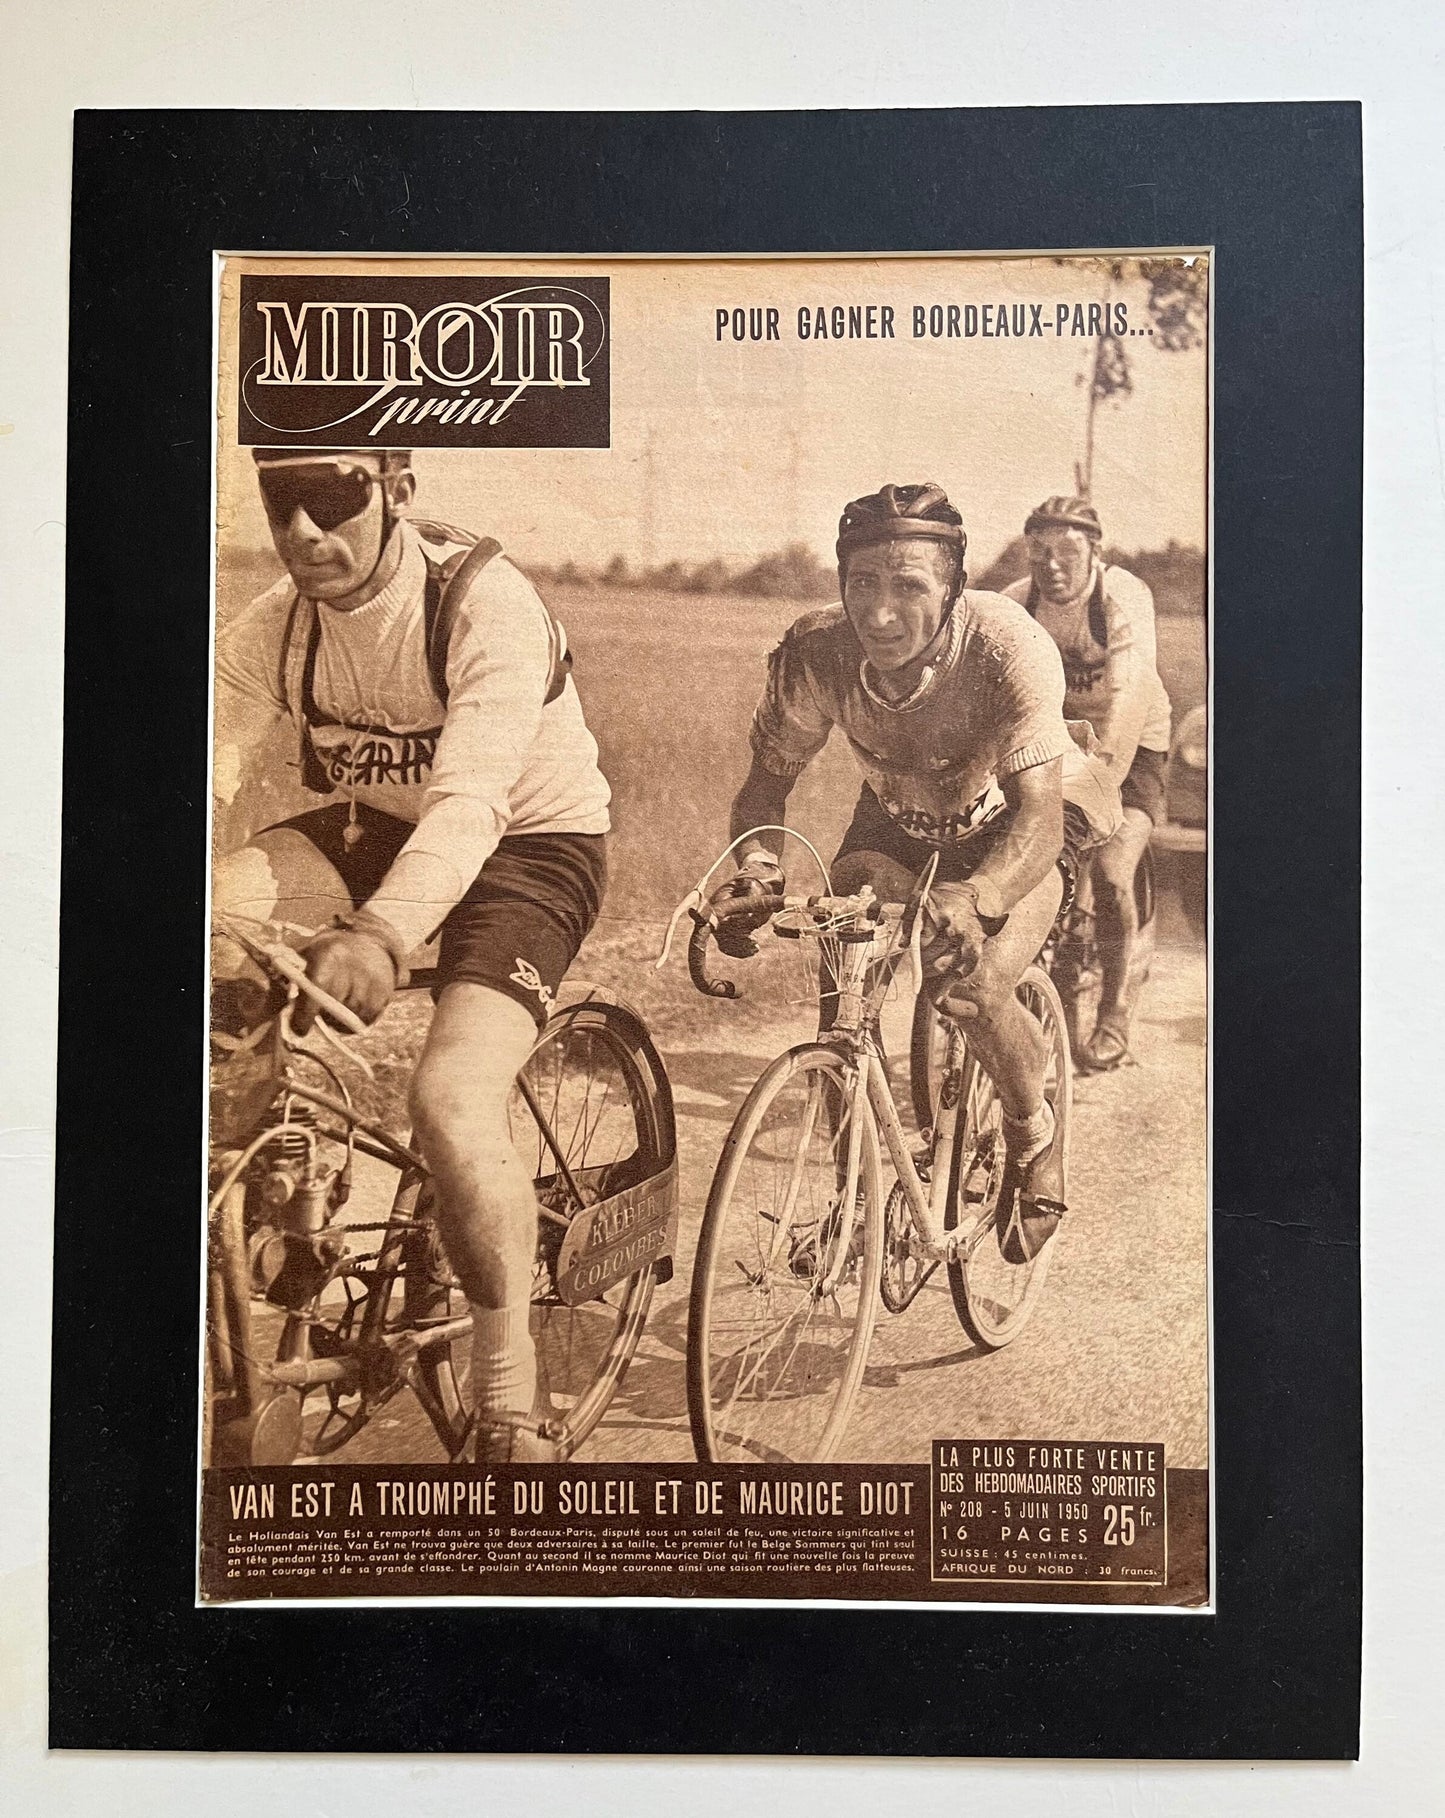 MIROIR
Sprint
POUR GAGNER BORDEAUX-PARIS...
GARIN
GARIN
KLEBER
COLOMBES
VAN EST A TRIOMPHÉ DU SOLEIL ET DE MAURICE DIOT
Le Hollandais Van Est a remporté dans un 50° Bordeaux-Paris, disputé sous un soleil de feu, une victoire significative et
absolument méritée. Van Est ne trouva guère que deux adversaires à sa taille. Le premier fut le Belge Sommers qui tint seul
en tête pendant 250 km. avant de s'effondrer. Quant au second il se nomme Maurice Diot qui fit une nouvelle fois la preuve
de son courage et de sa grande classe. Le poulain d'Antonin Magne couronne ainsi une saison routière des plus flatteuses.
LA PLUS FORTE VENTE
DES HEBDOMADAIRES SPORTIFS
N° 208 - 5 JUIN 1950
16 PAGES 25 fr.
SUISSE : 45 centimes.
AFRIQUE DU NORD : 30 francs.